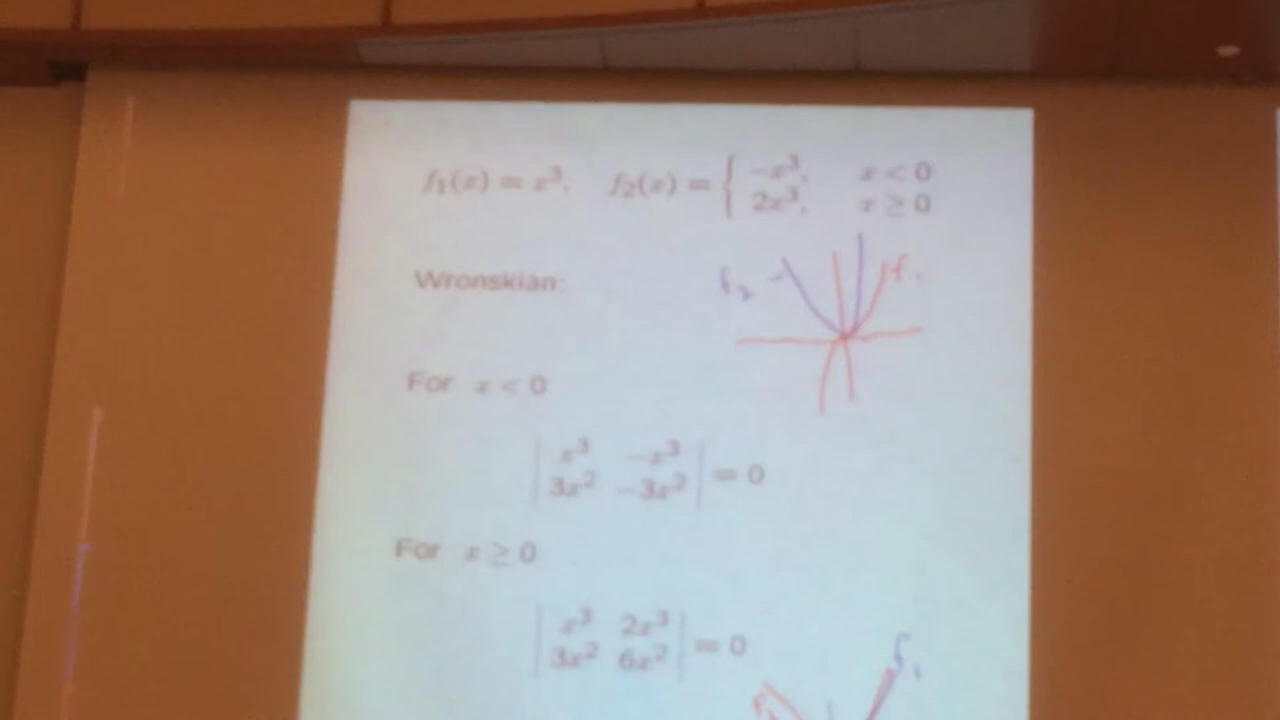 f₁(x) = x³, f₂(x) = { −x³, x < 0
2x³, x ≥ 0
f₂ f₁
Wronskian:
For x < 0
| x³ −x³ |
| 3x² −3x² | = 0
For x ≥ 0
| x³ 2x³ |
| 3x² 6x² | = 0
f₁